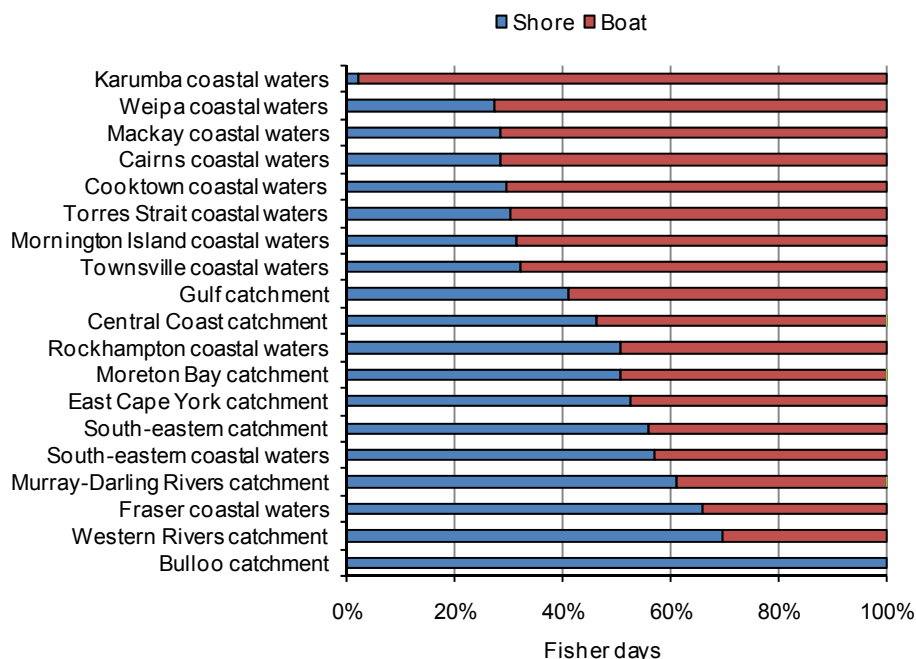 Shore Boat
Karumba coastal waters
Weipa coastal waters
Mackay coastal waters
Cairns coastal waters
Cooktown coastal waters
Torres Strait coastal waters
Mornington Island coastal waters
Townsville coastal waters
Gulf catchment
Central Coast catchment
Rockhampton coastal waters
Moreton Bay catchment
East Cape York catchment
South-eastern catchment
South-eastern coastal waters
Murray-Darling Rivers catchment
Fraser coastal waters
Western Rivers catchment
Bulloo catchment
0% 20% 40% 60% 80% 100%
Fisher days